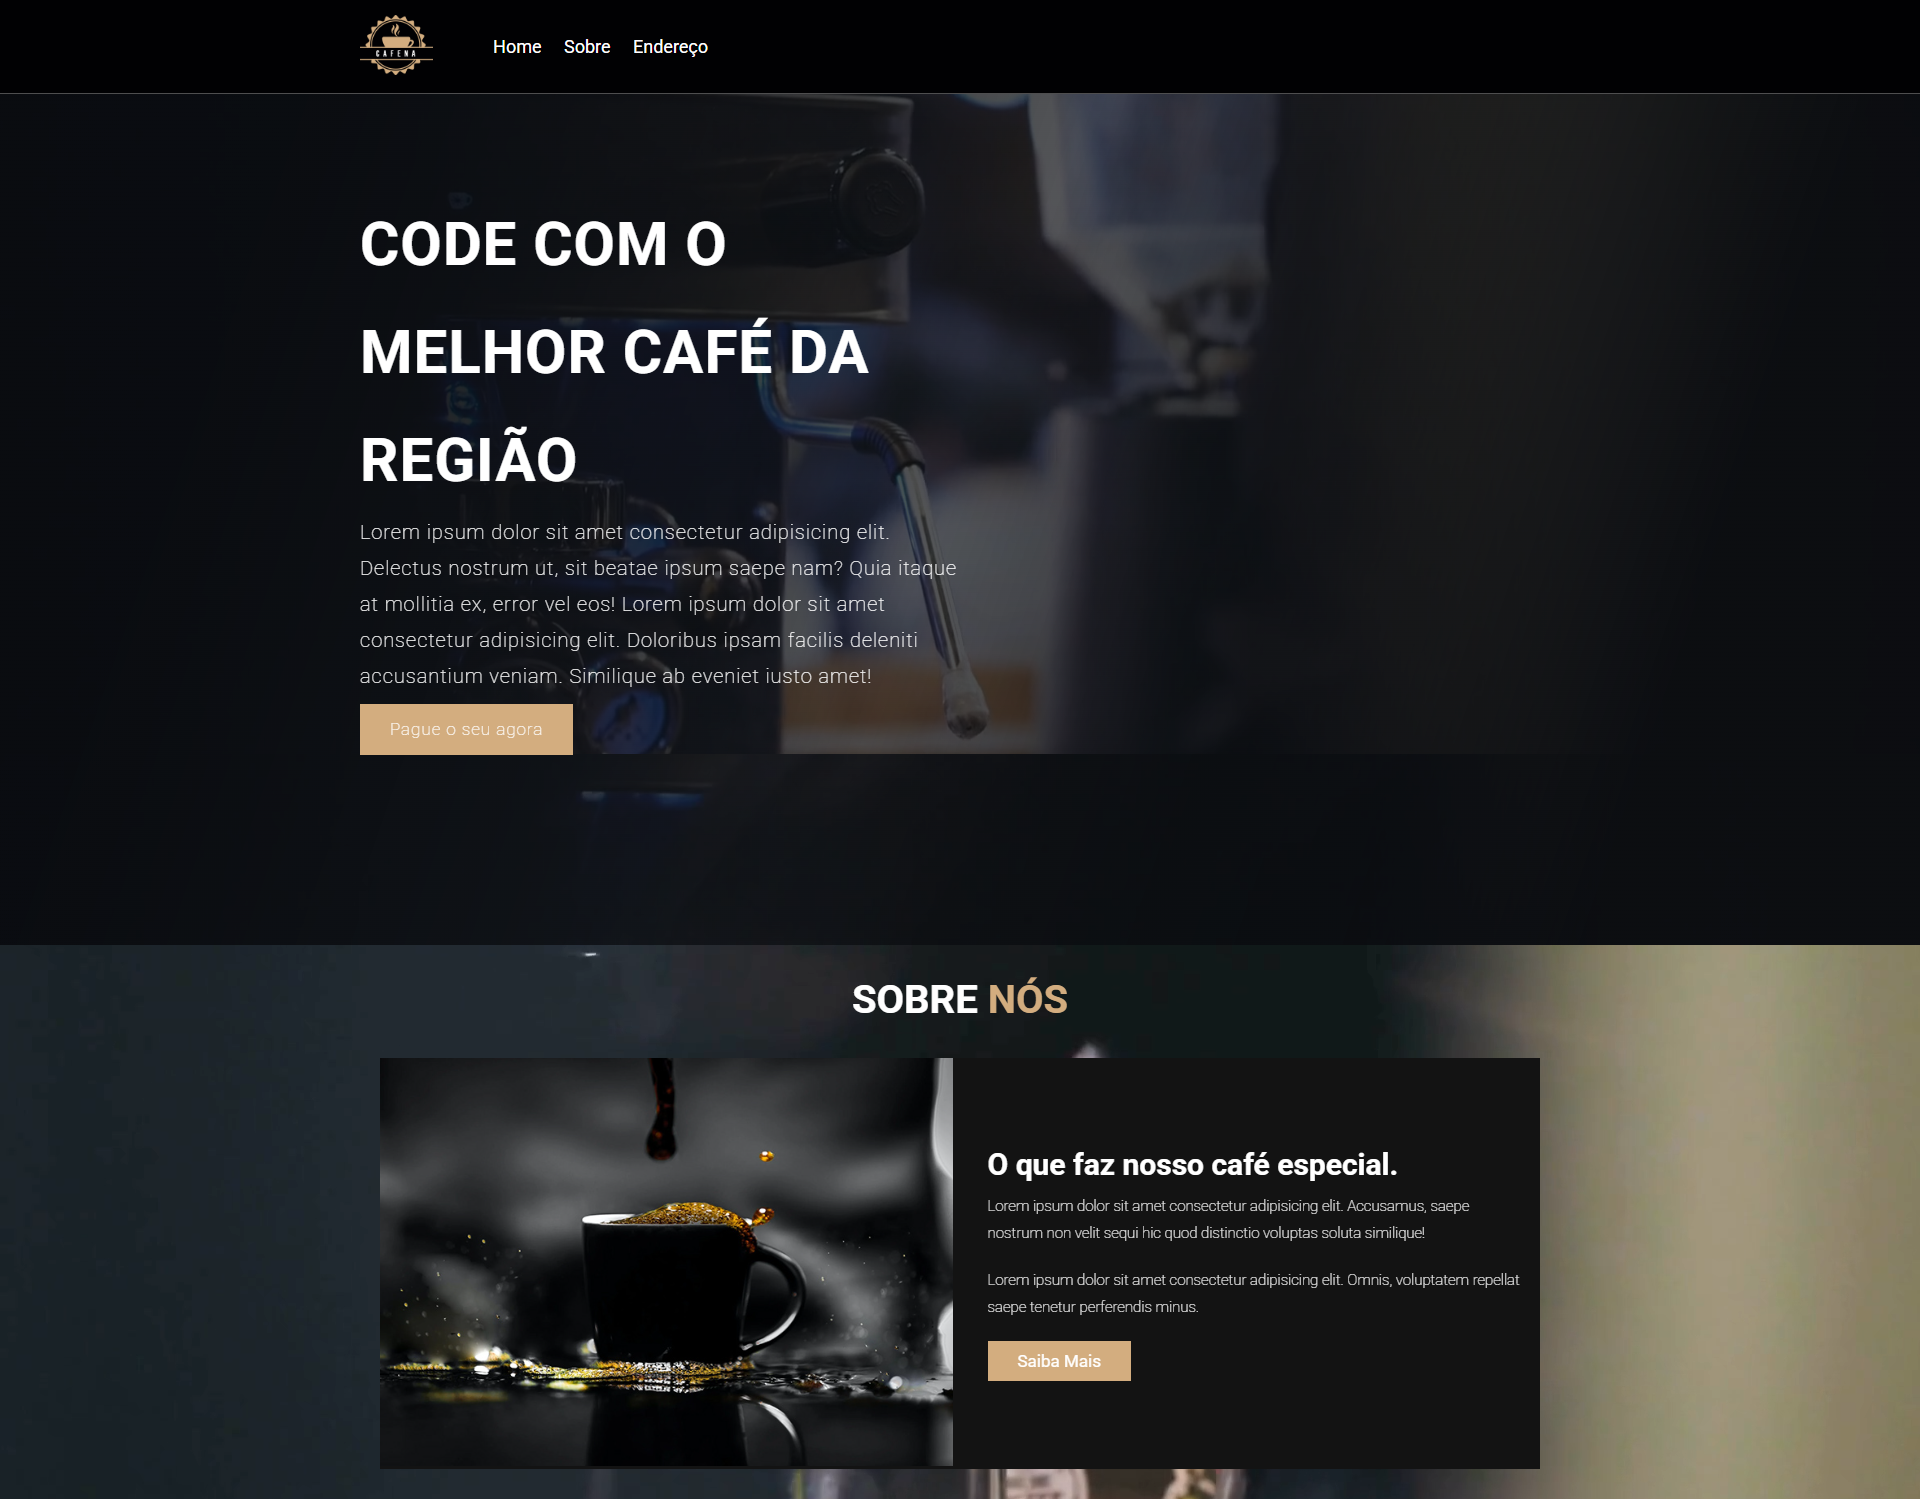 CAFENA
Home Sobre Endereço
CODE COM O
MELHOR CAFÉ DA
REGIÃO
Lorem ipsum dolor sit amet consectetur adipisicing elit.
Delectus nostrum ut, sit beatae ipsum saepe nam? Quia itaque
at mollitia ex, error vel eos! Lorem ipsum dolor sit amet
consectetur adipisicing elit. Doloribus ipsam facilis deleniti
accusantium veniam. Similique ab eveniet iusto amet!
Pague o seu agora
SOBRE NÓS
O que faz nosso café especial.
Lorem ipsum dolor sit amet consectetur adipisicing elit. Accusamus, saepe
nostrum non velit sequi hic quod distinctio voluptas soluta similique!
Lorem ipsum dolor sit amet consectetur adipisicing elit. Omnis, voluptatem repellat
saepe tenetur perferendis minus.
Saiba Mais